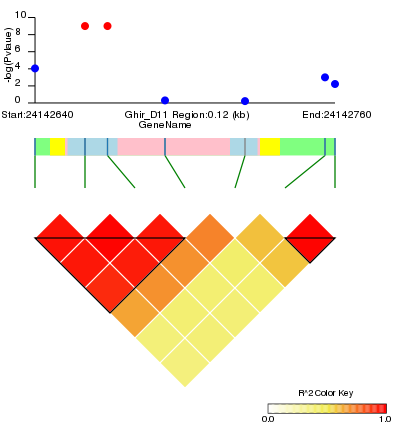 10
8
6
4
2
0
-log(Pvlaue)
Start:24142640 Ghir_D11 Region:0.12 (kb) End:24142760
GeneName
R^2 Color Key
0.0 1.0